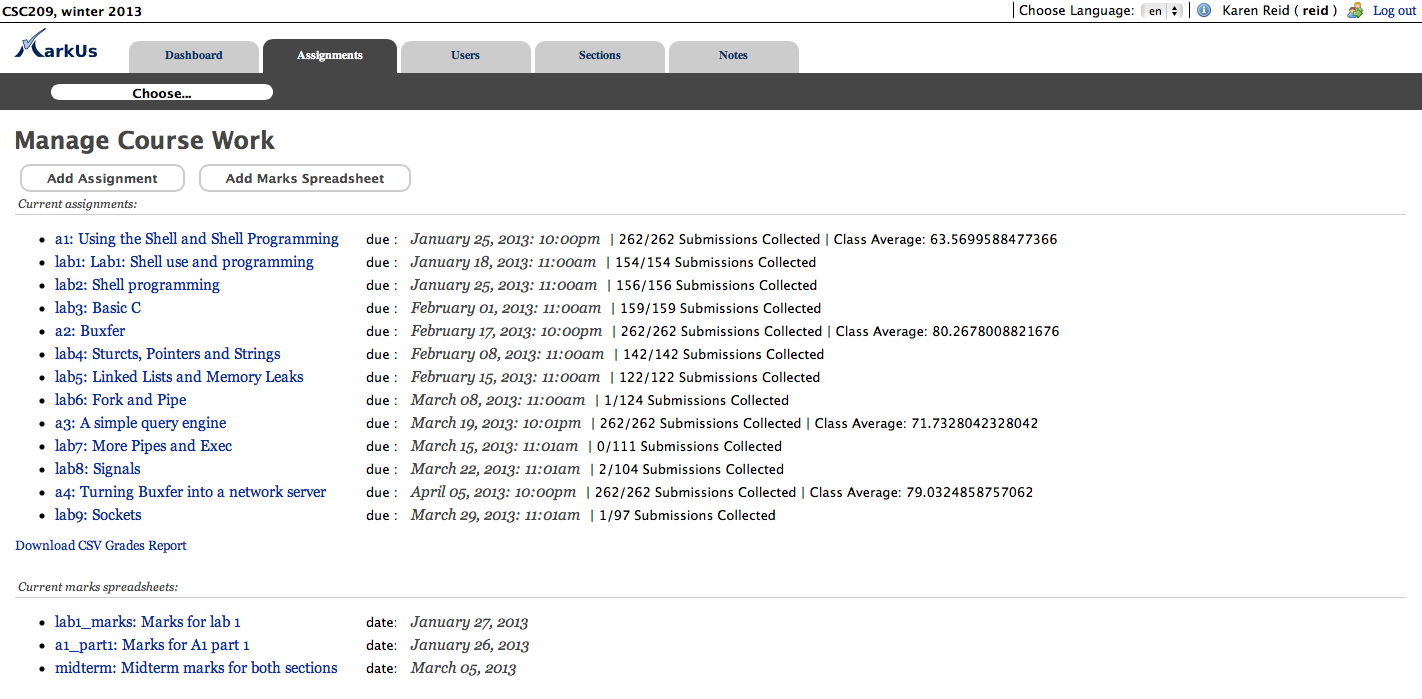 CSC209, winter 2013 | Choose Language: en | Karen Reid ( reid ) Log out
MarkUs Dashboard Assignments Users Sections Notes
Choose...
Manage Course Work
Add Assignment Add Marks Spreadsheet
Current assignments:
• a1: Using the Shell and Shell Programming due : January 25, 2013: 10:00pm | 262/262 Submissions Collected | Class Average: 63.5699588477366
• lab1: Lab1: Shell use and programming due : January 18, 2013: 11:00am | 154/154 Submissions Collected
• lab2: Shell programming due : January 25, 2013: 11:00am | 156/156 Submissions Collected
• lab3: Basic C due : February 01, 2013: 11:00am | 159/159 Submissions Collected
• a2: Buxfer due : February 17, 2013: 10:00pm | 262/262 Submissions Collected | Class Average: 80.2678008821676
• lab4: Sturcts, Pointers and Strings due : February 08, 2013: 11:00am | 142/142 Submissions Collected
• lab5: Linked Lists and Memory Leaks due : February 15, 2013: 11:00am | 122/122 Submissions Collected
• lab6: Fork and Pipe due : March 08, 2013: 11:00am | 1/124 Submissions Collected
• a3: A simple query engine due : March 19, 2013: 10:01pm | 262/262 Submissions Collected | Class Average: 71.7328042328042
• lab7: More Pipes and Exec due : March 15, 2013: 11:01am | 0/111 Submissions Collected
• lab8: Signals due : March 22, 2013: 11:01am | 2/104 Submissions Collected
• a4: Turning Buxfer into a network server due : April 05, 2013: 10:00pm | 262/262 Submissions Collected | Class Average: 79.0324858757062
• lab9: Sockets due : March 29, 2013: 11:01am | 1/97 Submissions Collected
Download CSV Grades Report
Current marks spreadsheets:
• lab1_marks: Marks for lab 1 date: January 27, 2013
• a1_part1: Marks for A1 part 1 date: January 26, 2013
• midterm: Midterm marks for both sections date: March 05, 2013